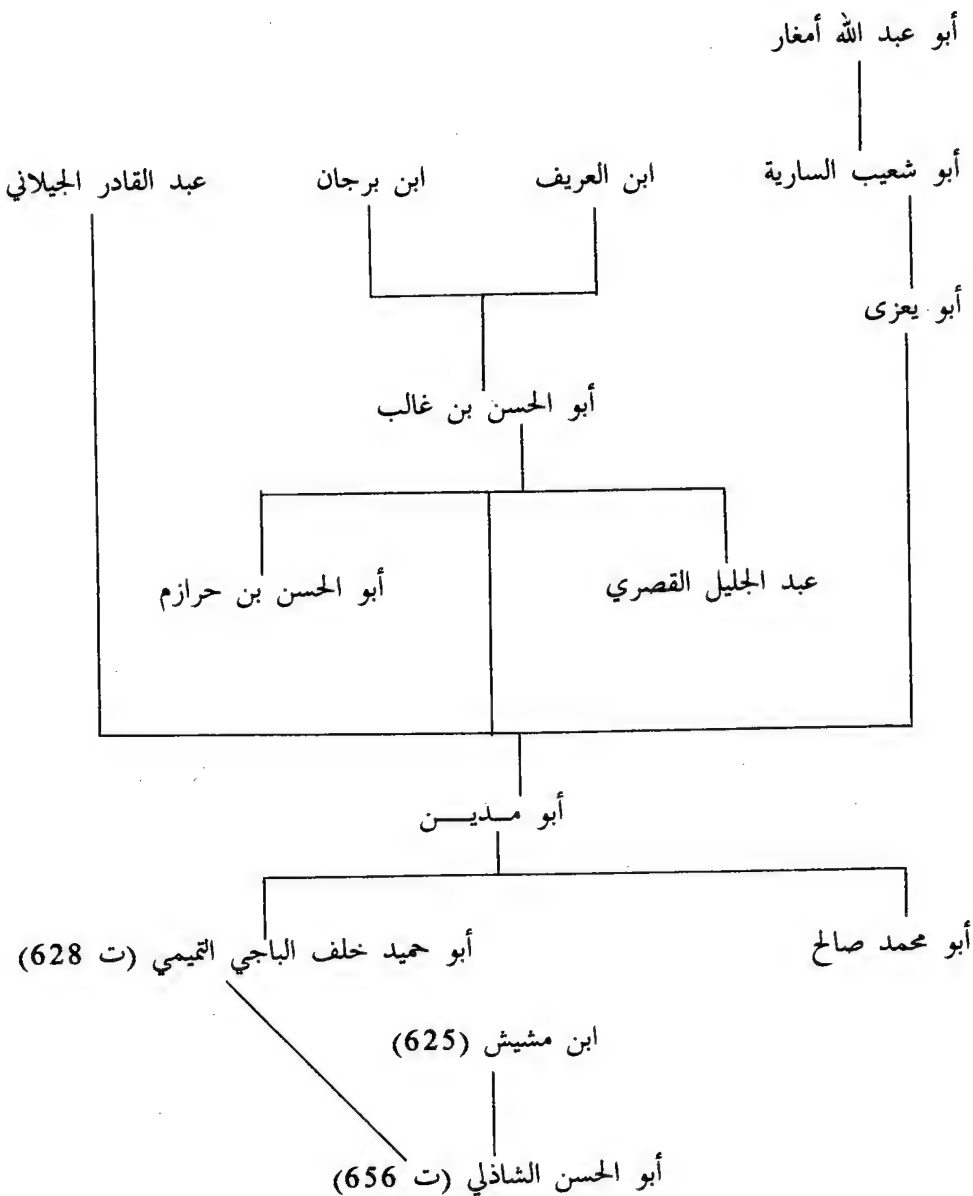 أبو عبد الله أمغار
أبو شعيب السارية    ابن العريف    ابن برجان    عبد القادر الجيلاني
أبو يعزى
أبو الحسن بن غالب
عبد الجليل القصري    أبو الحسن بن حرازم
أبو مـــديـــــن
أبو محمد صالح    أبو حميد خلف الباجي التميمي (ت 628)
ابن مشيش (625)
أبو الحسن الشاذلي (ت 656)